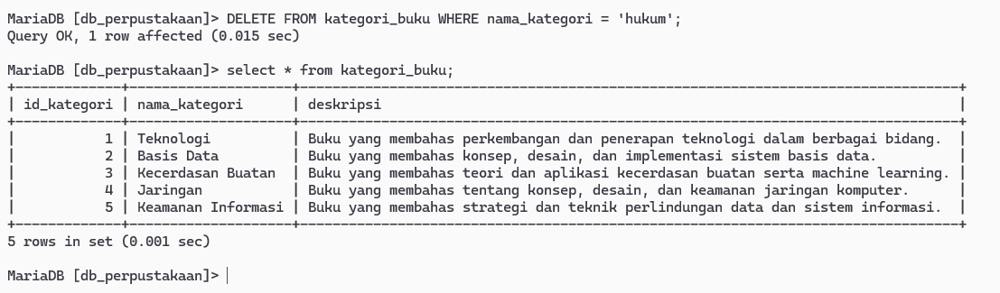 MariaDB [db_perpustakaan]> DELETE FROM kategori_buku WHERE nama_kategori = 'hukum';
Query OK, 1 row affected (0.015 sec)
MariaDB [db_perpustakaan]> select * from kategori_buku;
+-------------+--------------------+---------------------------------------------------------------------------------+
| id_kategori | nama_kategori      | deskripsi                                                                       |
+-------------+--------------------+---------------------------------------------------------------------------------+
|           1 | Teknologi          | Buku yang membahas perkembangan dan penerapan teknologi dalam berbagai bidang.  |
|           2 | Basis Data         | Buku yang membahas konsep, desain, dan implementasi sistem basis data.          |
|           3 | Kecerdasan Buatan  | Buku yang membahas teori dan aplikasi kecerdasan buatan serta machine learning. |
|           4 | Jaringan           | Buku yang membahas tentang konsep, desain, dan keamanan jaringan komputer.      |
|           5 | Keamanan Informasi | Buku yang membahas strategi dan teknik perlindungan data dan sistem informasi.  |
+-------------+--------------------+---------------------------------------------------------------------------------+
5 rows in set (0.001 sec)
MariaDB [db_perpustakaan]>